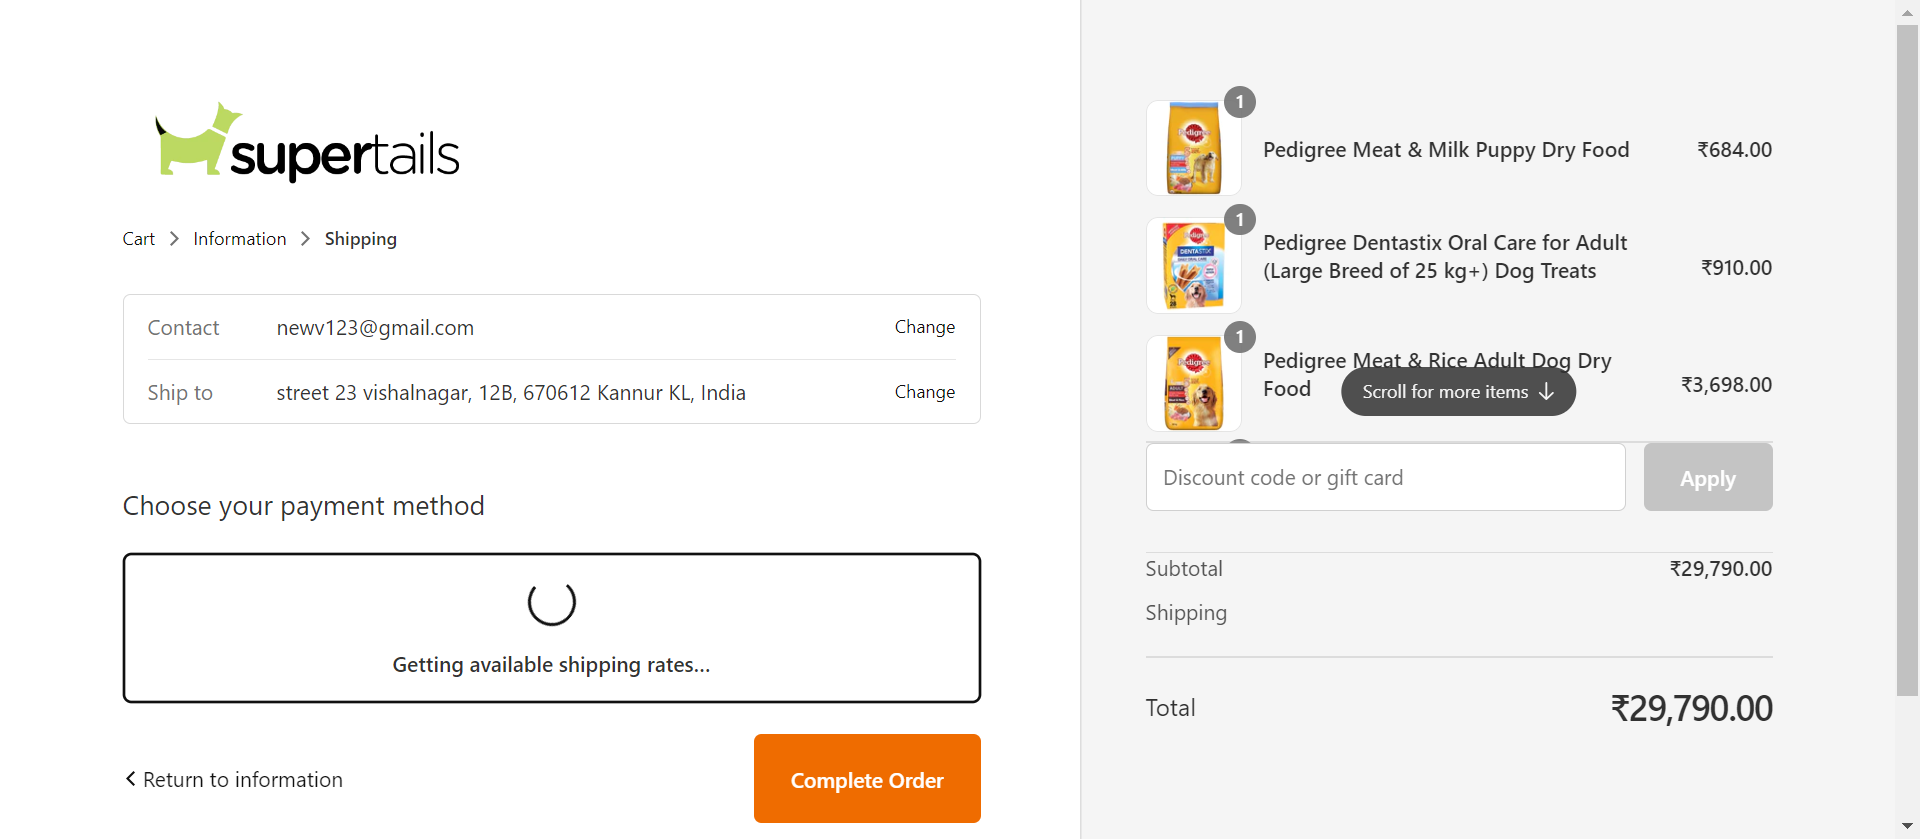 supertails
Cart > Information > Shipping
Contact newv123@gmail.com Change
Ship to street 23 vishalnagar, 12B, 670612 Kannur KL, India Change
Choose your payment method
Getting available shipping rates...
Return to information
Complete Order
1
Pedigree
Pedigree Meat & Milk Puppy Dry Food ₹684.00
1
Pedigree
DENTASTIX
Pedigree Dentastix Oral Care for Adult
(Large Breed of 25 kg+) Dog Treats
₹910.00
1
Pedigree
Pedigree Meat & Rice Adult Dog Dry
Food
₹3,698.00
Scroll for more items ↓
Discount code or gift card
Apply
Subtotal ₹29,790.00
Shipping
Total ₹29,790.00